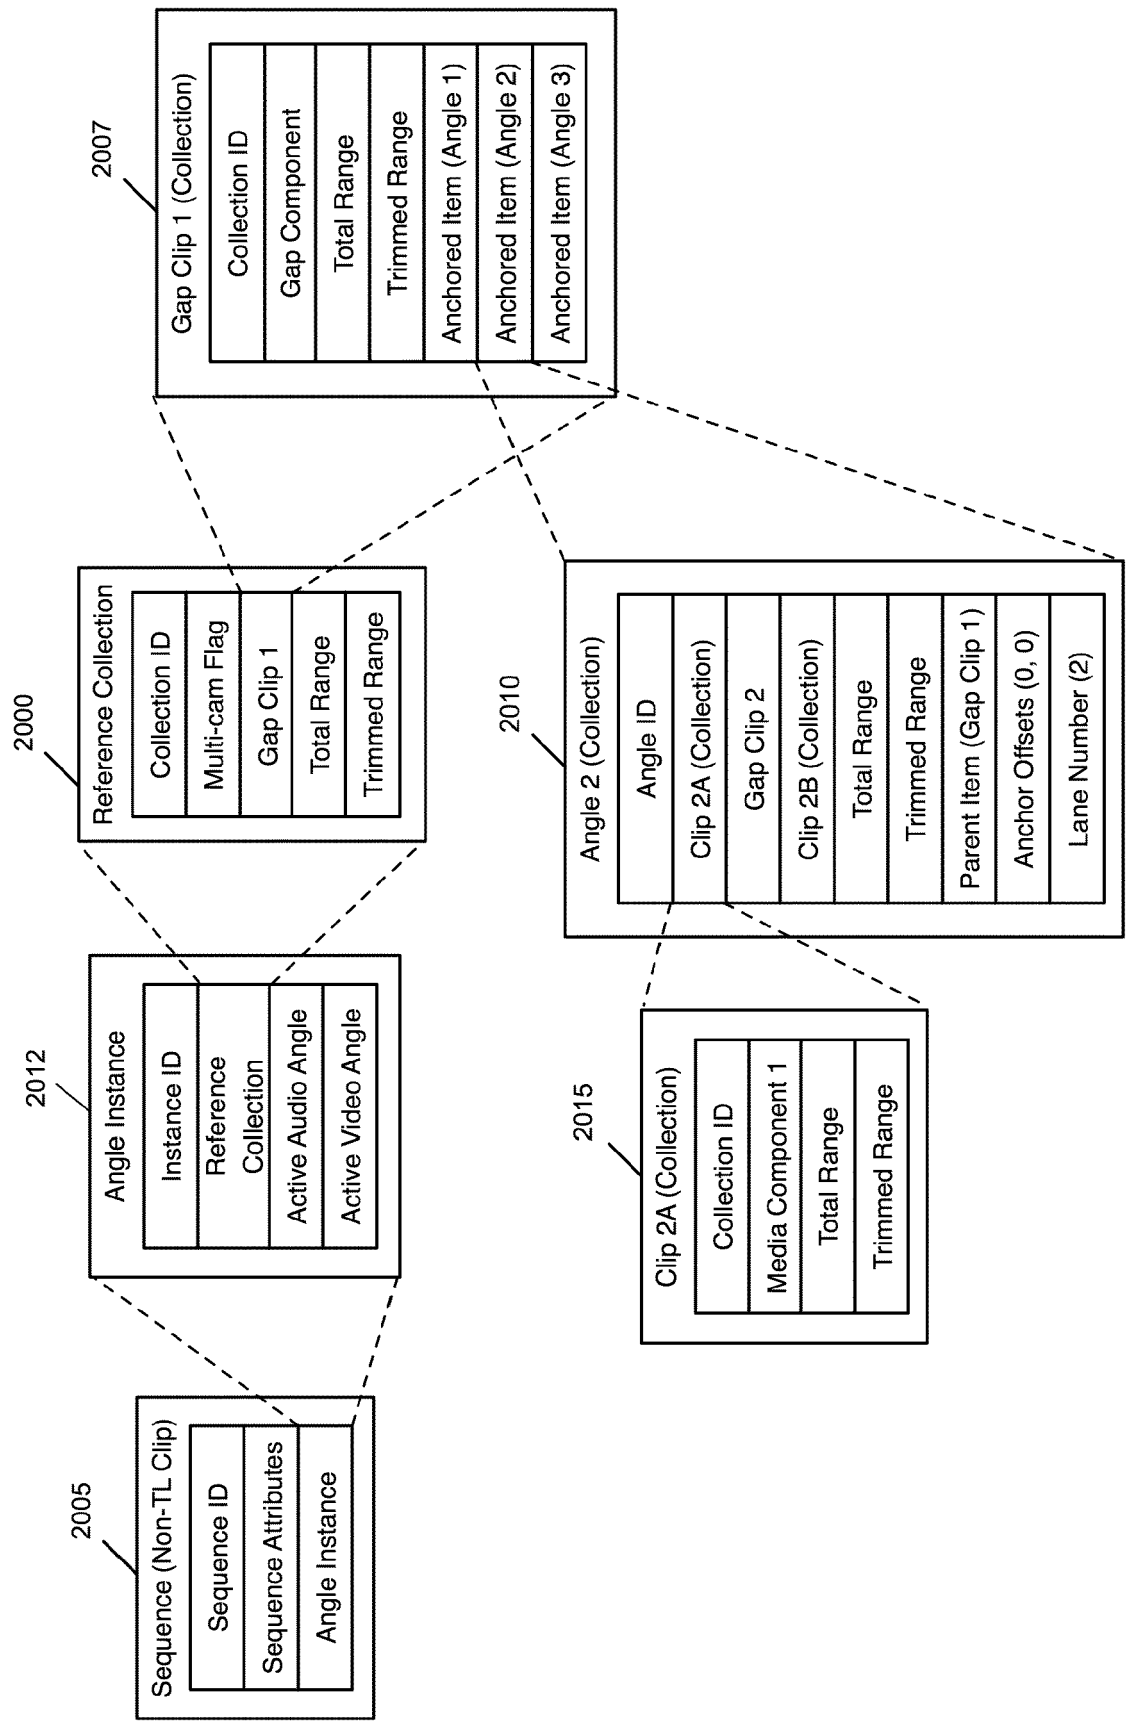 2005
Sequence (Non-TL Clip)
Sequence ID
Sequence Attributes
Angle Instance
2012
Angle Instance
Instance ID
Reference
Collection
Active Audio Angle
Active Video Angle
2000
Reference Collection
Collection ID
Multi-cam Flag
Gap Clip 1
Total Range
Trimmed Range
2007
Gap Clip 1 (Collection)
Collection ID
Gap Component
Total Range
Trimmed Range
Anchored Item (Angle 1)
Anchored Item (Angle 2)
Anchored Item (Angle 3)
2015
Clip 2A (Collection)
Collection ID
Media Component 1
Total Range
Trimmed Range
2010
Angle 2 (Collection)
Angle ID
Clip 2A (Collection)
Gap Clip 2
Clip 2B (Collection)
Total Range
Trimmed Range
Parent Item (Gap Clip 1)
Anchor Offsets (0, 0)
Lane Number (2)